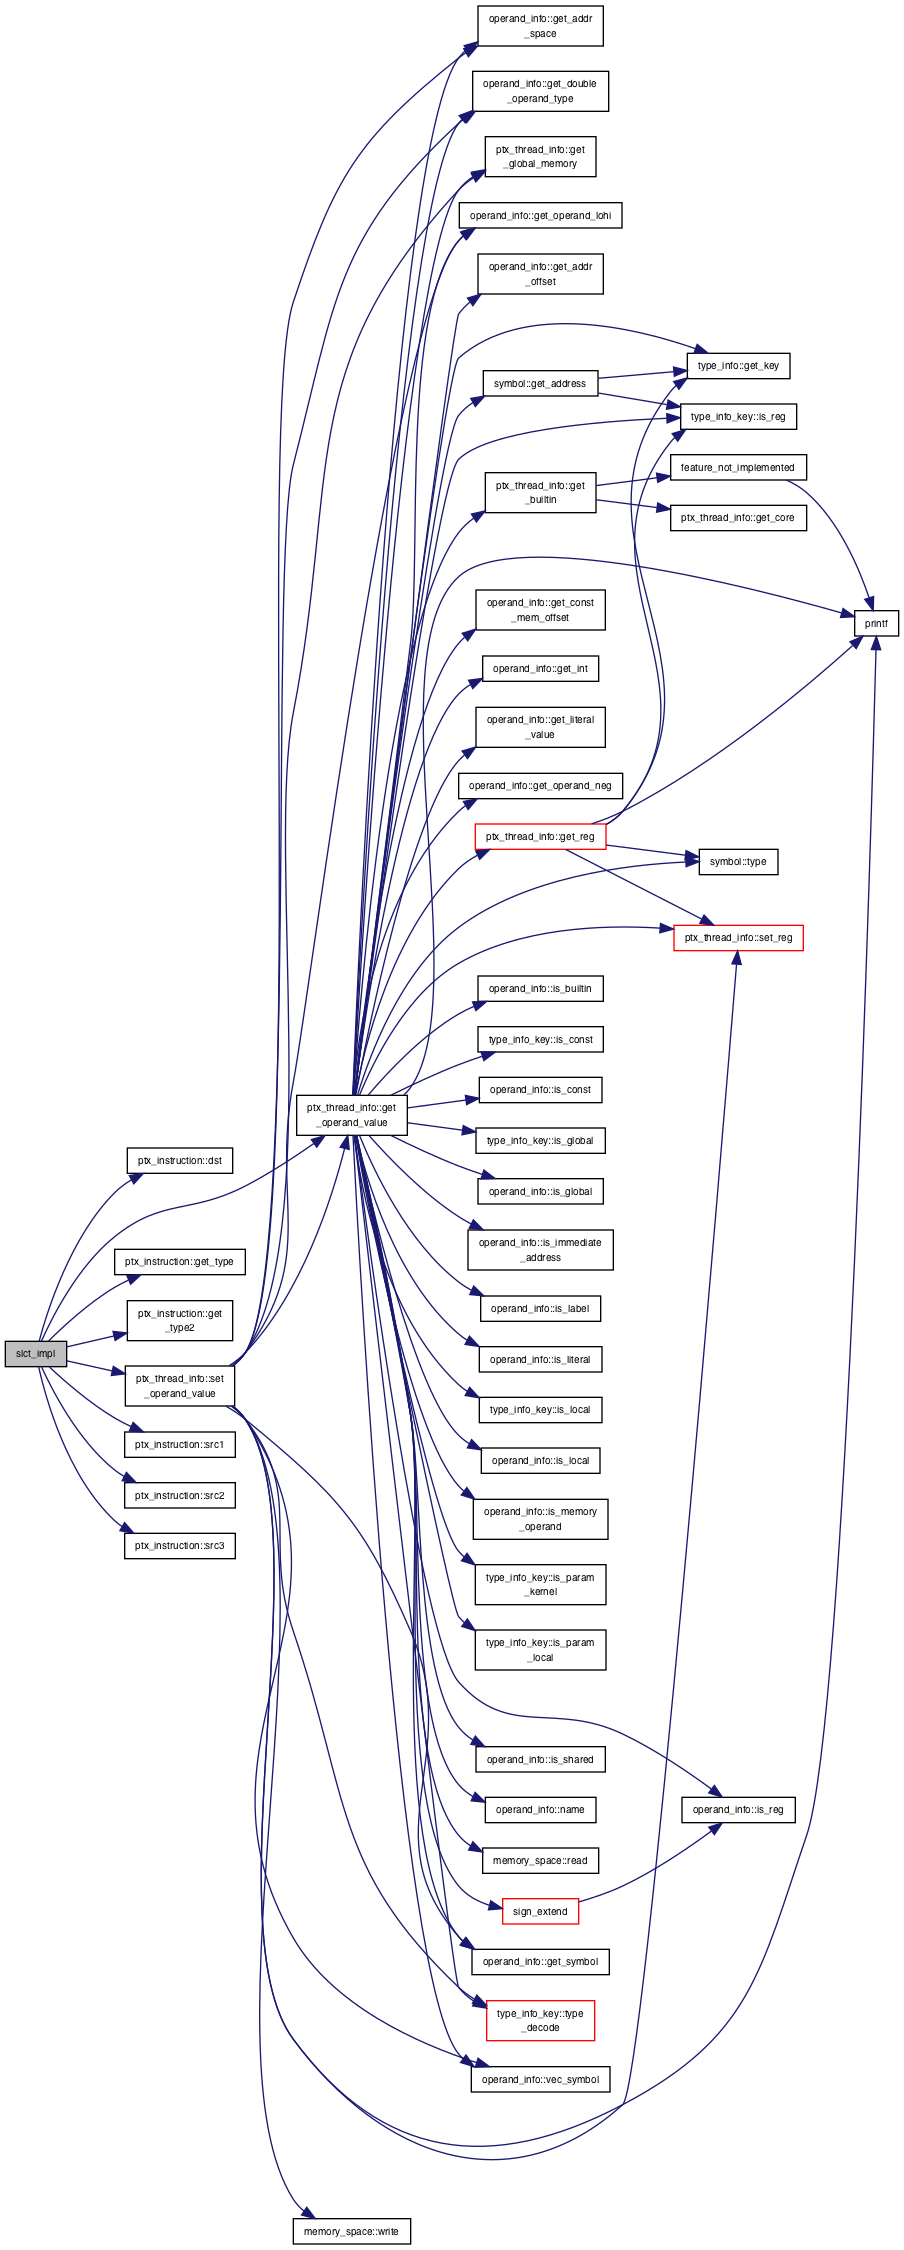 operand_info::get_addr
_space
operand_info::get_double
_operand_type
ptx_thread_info::get
_global_memory
operand_info::get_operand_lohi
operand_info::get_addr
_offset
type_info::get_key
symbol::get_address
type_info_key::is_reg
feature_not_implemented
ptx_thread_info::get
_builtin
ptx_thread_info::get_core
operand_info::get_const
_mem_offset
printf
operand_info::get_int
operand_info::get_literal
_value
operand_info::get_operand_neg
ptx_thread_info::get_reg
symbol::type
ptx_thread_info::set_reg
operand_info::is_builtin
type_info_key::is_const
operand_info::is_const
ptx_thread_info::get
_operand_value
type_info_key::is_global
ptx_instruction::dst
operand_info::is_global
operand_info::is_immediate
_address
ptx_instruction::get_type
operand_info::is_label
ptx_instruction::get
_type2
slct_impl
operand_info::is_literal
ptx_thread_info::set
_operand_value
type_info_key::is_local
ptx_instruction::src1
operand_info::is_local
ptx_instruction::src2
operand_info::is_memory
_operand
ptx_instruction::src3
type_info_key::is_param
_kernel
type_info_key::is_param
_local
operand_info::is_shared
operand_info::name
operand_info::is_reg
memory_space::read
sign_extend
operand_info::get_symbol
type_info_key::type
_decode
operand_info::vec_symbol
memory_space::write